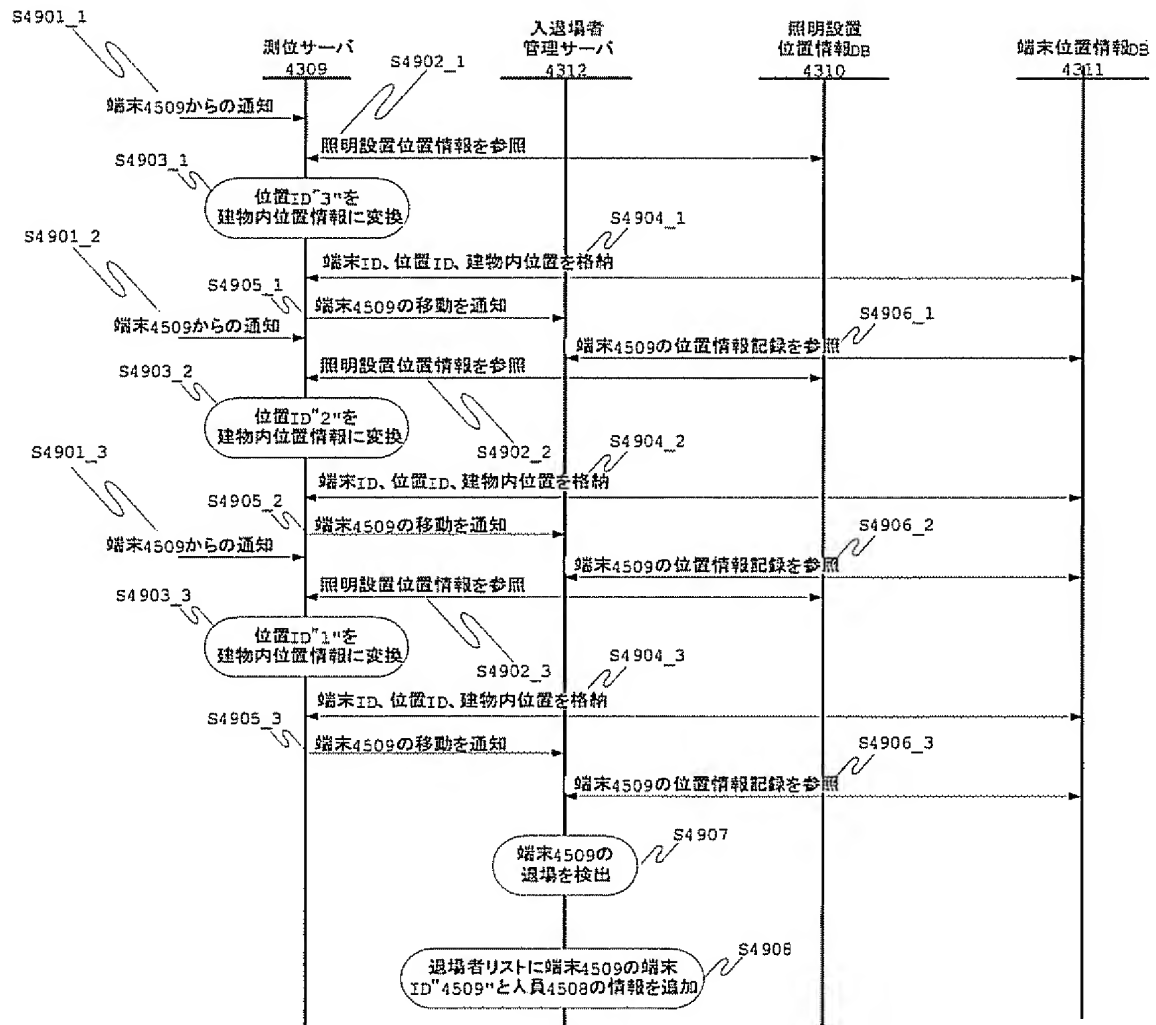 S4901_1
測位サーバ
4309
入退場者
管理サーバ
4312
照明設置
位置情報DB
4310
端末位置情報DB
4311
S4902_1
端末4509からの通知
照明設置位置情報を参照
S4903_1
位置ID"3"を
建物内位置情報に変換
S4904_1
S4901_2
端末ID、位置ID、建物内位置を格納
S4905_1
端末4509の移動を通知
S4906_1
端末4509からの通知
端末4509の位置情報記録を参照
照明設置位置情報を参照
S4903_2
位置ID"2"を
建物内位置情報に変換
S4902_2
S4904_2
S4901_3
端末ID、位置ID、建物内位置を格納
S4905_2
端末4509の移動を通知
S4906_2
端末4509からの通知
端末4509の位置情報記録を参照
照明設置位置情報を参照
S4903_3
位置ID"1"を
建物内位置情報に変換
S4902_3
S4904_3
端末ID、位置ID、建物内位置を格納
S4905_3
端末4509の移動を通知
S4906_3
端末4509の位置情報記録を参照
S4907
端末4509の
退場を検出
S4908
退場者リストに端末4509の端末
ID"4509"と人員4508の情報を追加